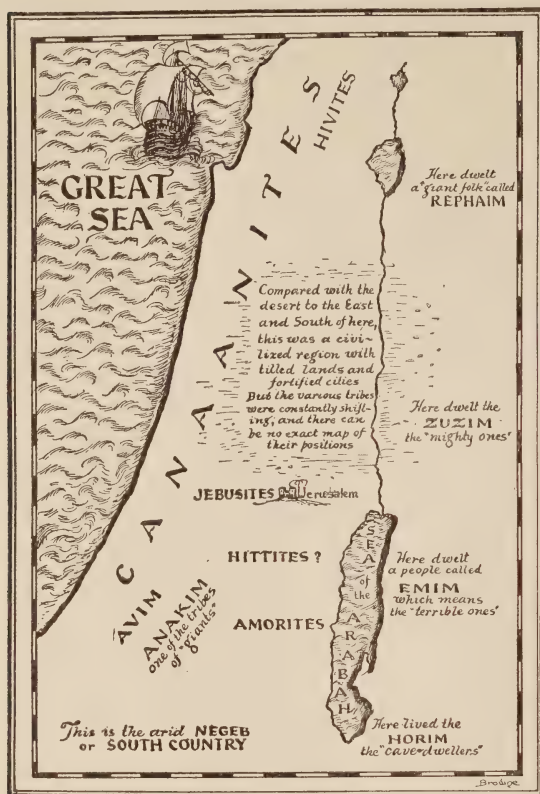 GREAT
SEA
CANAANITES
HIVITES
Here dwelt
a "giant folk" called
REPHAIM
Compared with the
desert to the East
and South of here,
this was a civi-
lized region with
tilled lands and
fortified cities
But the various tribes
were constantly shift-
ing, and there can
be no exact map of
their positions
Here dwelt the
ZUZIM
the "mighty ones"
JEBUSITES Jerusalem
HITTITES ?
SEA of the ARABAH
Here dwelt
a people called
EMIM
which means
the "terrible ones"
AVIM
ANAKIM
one of the tribes
of "giants"
AMORITES
This is the arid NEGEB
or SOUTH COUNTRY
Here lived the
HORIM
the "cave-dwellers"
Browne